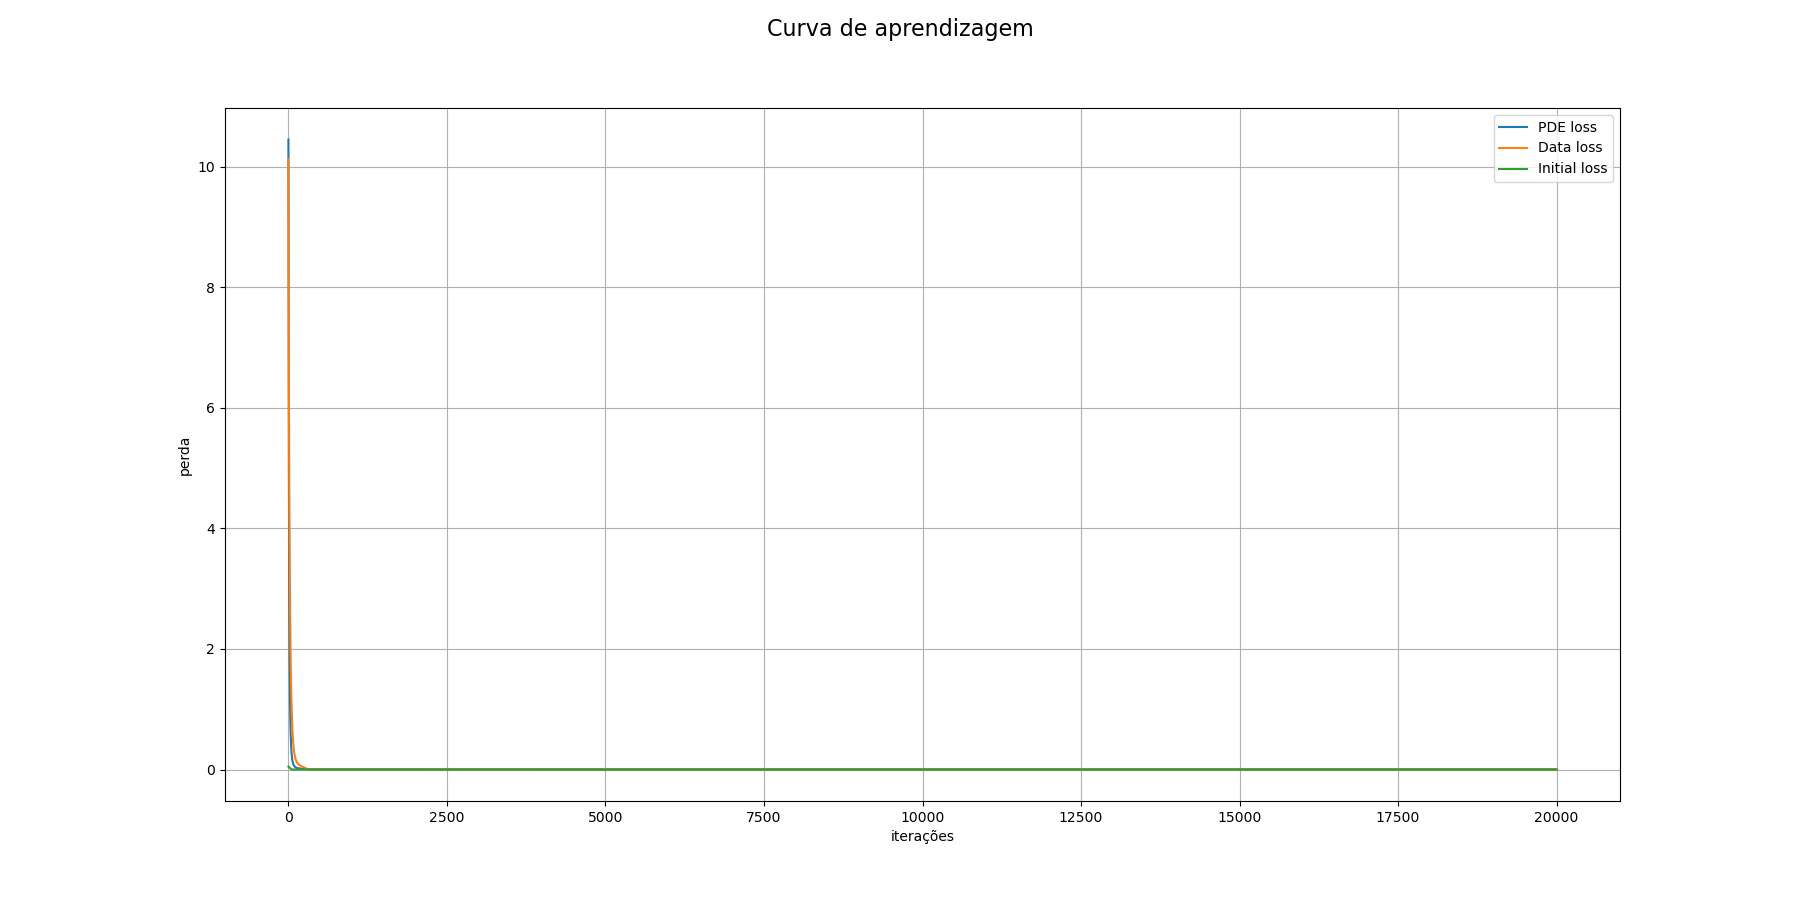 Curva de aprendizagem
PDE loss
Data loss
Initial loss
10
8
6
4
2
0
perda
0 2500 5000 7500 10000 12500 15000 17500 20000
iterações